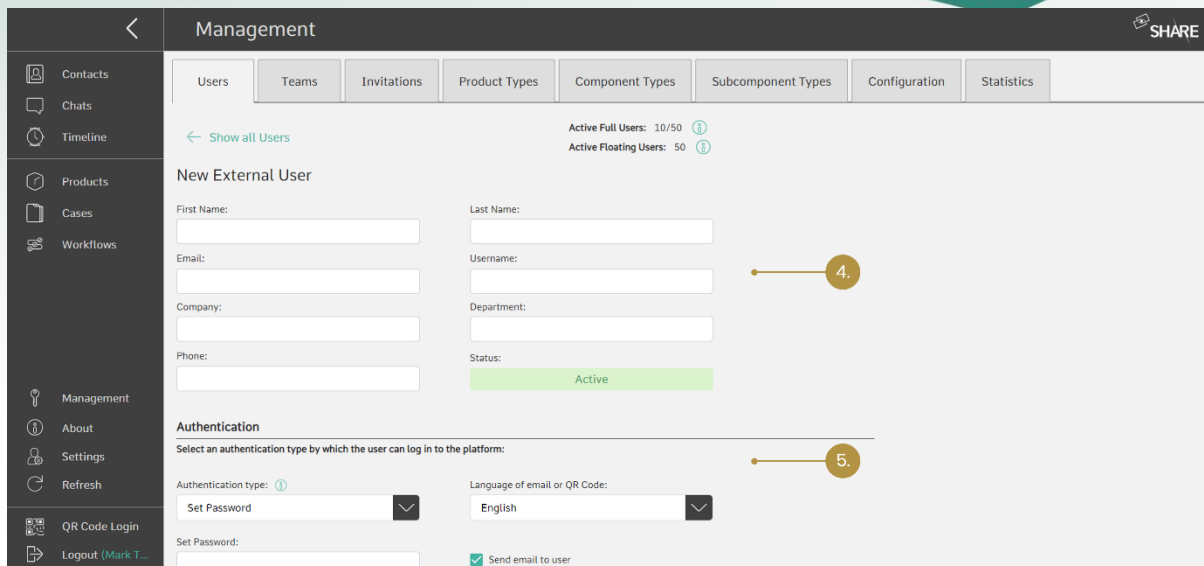 Management
SHARE
Contacts
Chats
Timeline
Products
Cases
Workflows
Management
About
Settings
Refresh
QR Code Login
Logout (Mark T...
Users
Teams
Invitations
Product Types
Component Types
Subcomponent Types
Configuration
Statistics
Show all Users
Active Full Users: 10/50
Active Floating Users: 50
New External User
First Name:
Last Name:
Email:
Username:
4.
Company:
Department:
Phone:
Status:
Active
Authentication
Select an authentication type by which the user can log in to the platform:
5.
Authentication type:
Language of email or QR Code:
Set Password
English
Set Password:
Send email to user